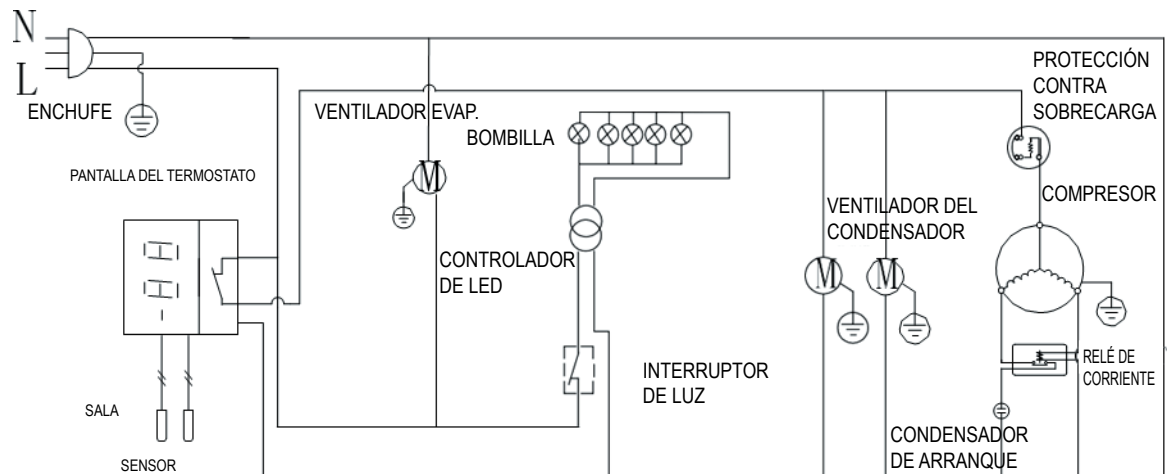 N
L
ENCHUFE
PANTALLA DEL TERMOSTATO
SALA
SENSOR
VENTILADOR EVAP.
M
BOMBILLA
CONTROLADOR
DE LED
INTERRUPTOR
DE LUZ
VENTILADOR DEL
CONDENSADOR
M
M
PROTECCIÓN
CONTRA
SOBRECARGA
COMPRESOR
RELÉ DE
CORRIENTE
CONDENSADOR
DE ARRANQUE